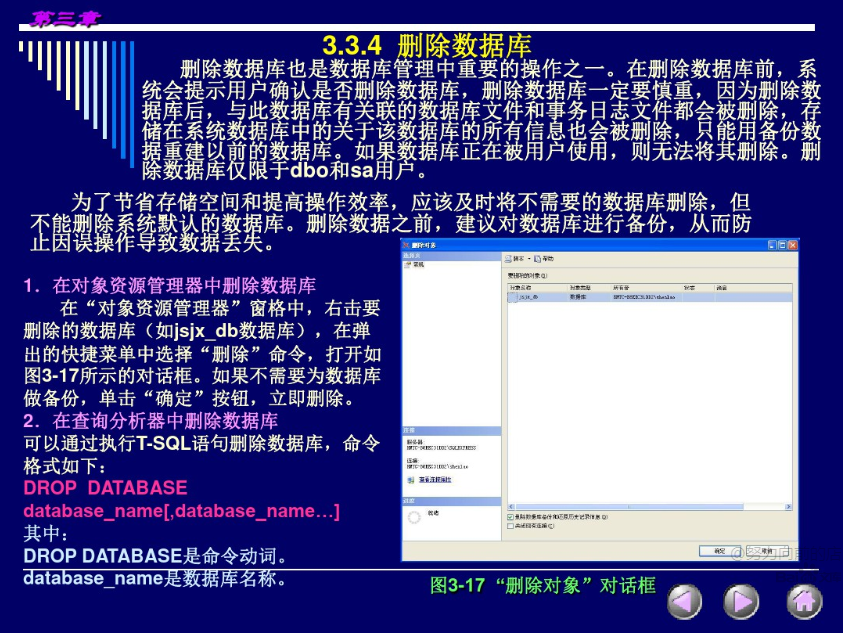 第三章
3.3.4 删除数据库
删除数据库也是数据库管理中重要的操作之一。在删除数据库前，系
统会提示用户确认是否删除数据库，删除数据库一定要慎重，因为删除数
据库后，与此数据库有关联的数据库文件和事务日志文件都会被删除，存
储在系统数据库中的关于该数据库的所有信息也会被删除，只能用备份数
据重建以前的数据库。如果数据库正在被用户使用，则无法将其删除。删
除数据库仅限于dbo和sa用户。
为了节省存储空间和提高操作效率，应该及时将不需要的数据库删除，但
不能删除系统默认的数据库。删除数据之前，建议对数据库进行备份，从而防
止因误操作导致数据丢失。
1．在对象资源管理器中删除数据库
在“对象资源管理器”窗格中，右击要
删除的数据库（如jsjx_db数据库），在弹
出的快捷菜单中选择“删除”命令，打开如
图3-17所示的对话框。如果不需要为数据库
做备份，单击“确定”按钮，立即删除。
2．在查询分析器中删除数据库
可以通过执行T-SQL语句删除数据库，命令
格式如下：
DROP DATABASE
database_name[,database_name…]
其中：
DROP DATABASE是命令动词。
database_name是数据库名称。
删除对象
选择页
常规
脚本 帮助
要删除的对象(Q)
对象名称 对象类型 所有者 状态 消息
jsjx_db 数据库
连接
服务器:
连接:
查看连接属性
进度
就绪
删除数据库备份和还原历史记录信息(D)
关闭现有连接(C)
确定 取消
图3-17“删除对象”对话框